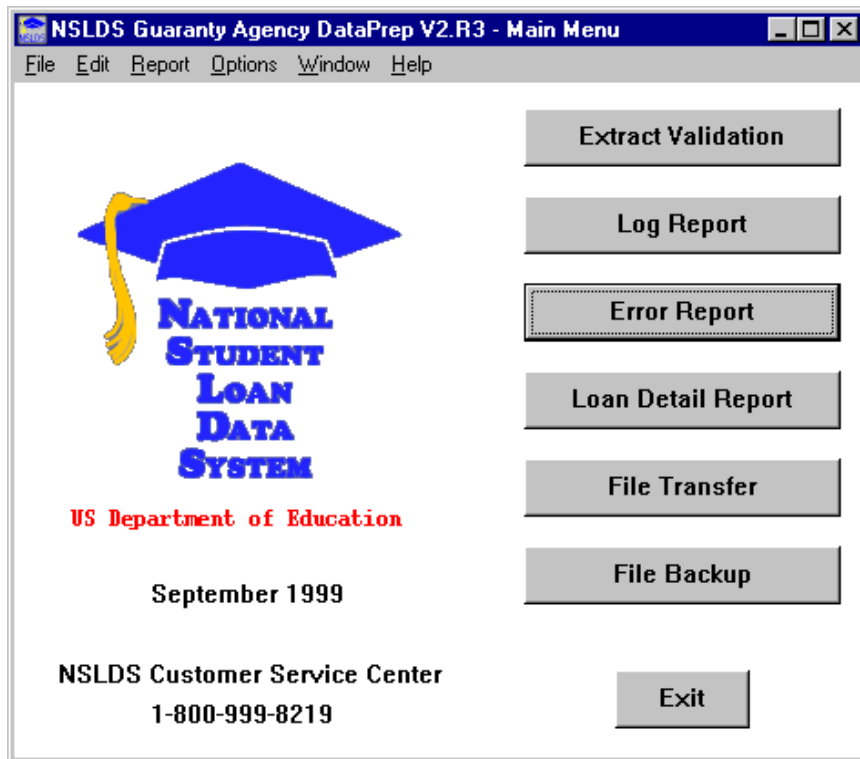 NSLDS Guaranty Agency DataPrep V2.R3 - Main Menu
File Edit Report Options Window Help
NATIONAL
STUDENT
LOAN
DATA
SYSTEM
US Department of Education
September 1999
NSLDS Customer Service Center
1-800-999-8219
Extract Validation
Log Report
Error Report
Loan Detail Report
File Transfer
File Backup
Exit